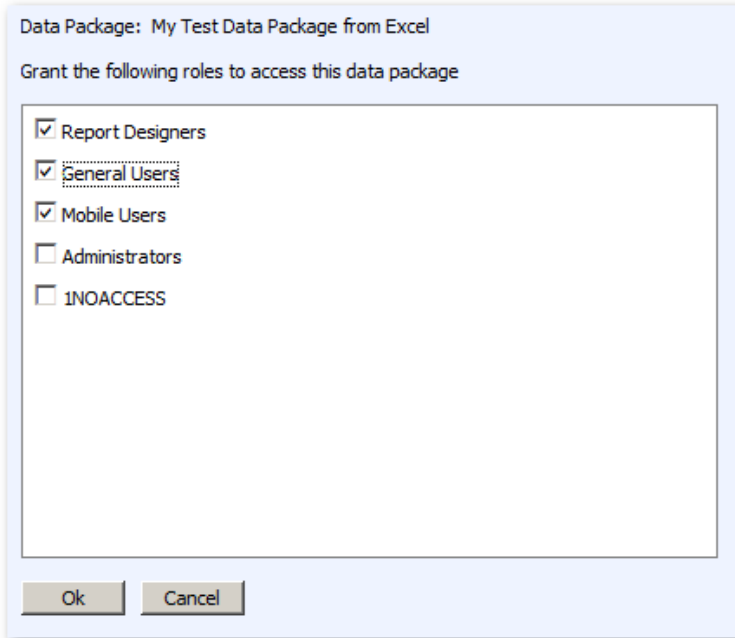 Data Package: My Test Data Package from Excel
Grant the following roles to access this data package
Report Designers
General Users
Mobile Users
Administrators
1NOACCESS
Ok Cancel